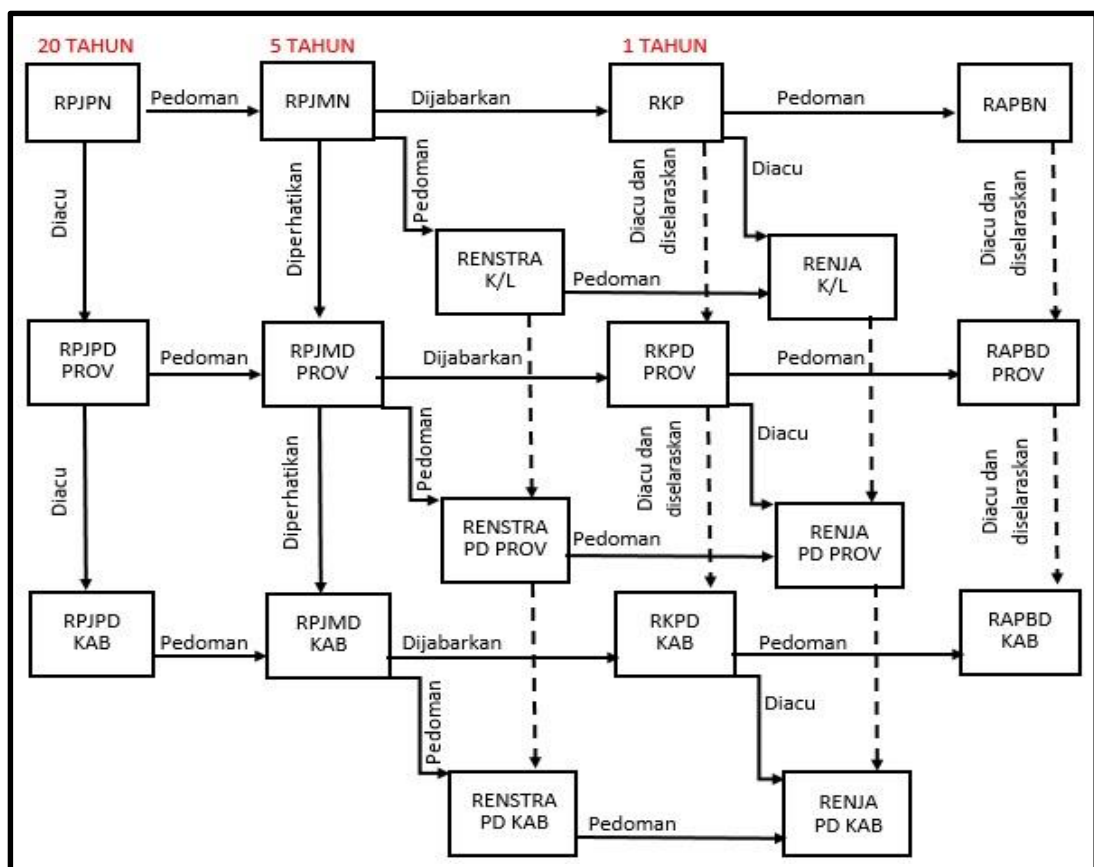 20 TAHUN
5 TAHUN
1 TAHUN
RPJPN
Pedoman
RPJMN
Dijabarkan
RKP
Pedoman
RAPBN
Diacu
Diperhatikan
Pedoman
Diacu dan
diselaraskan
Diacu
Diacu dan
diselaraskan
RENSTRA
K/L
Pedoman
RENJA
K/L
RPJPD
PROV
Pedoman
RPJMD
PROV
Dijabarkan
RKPD
PROV
Pedoman
RAPBD
PROV
Diacu
Diperhatikan
Pedoman
Diacu dan
diselaraskan
Diacu
Diacu dan
diselaraskan
RENSTRA
PD PROV
Pedoman
RENJA
PD PROV
RPJPD
KAB
Pedoman
RPJMD
KAB
Dijabarkan
RKPD
KAB
Pedoman
RAPBD
KAB
Pedoman
Diacu
RENSTRA
PD KAB
Pedoman
RENJA
PD KAB